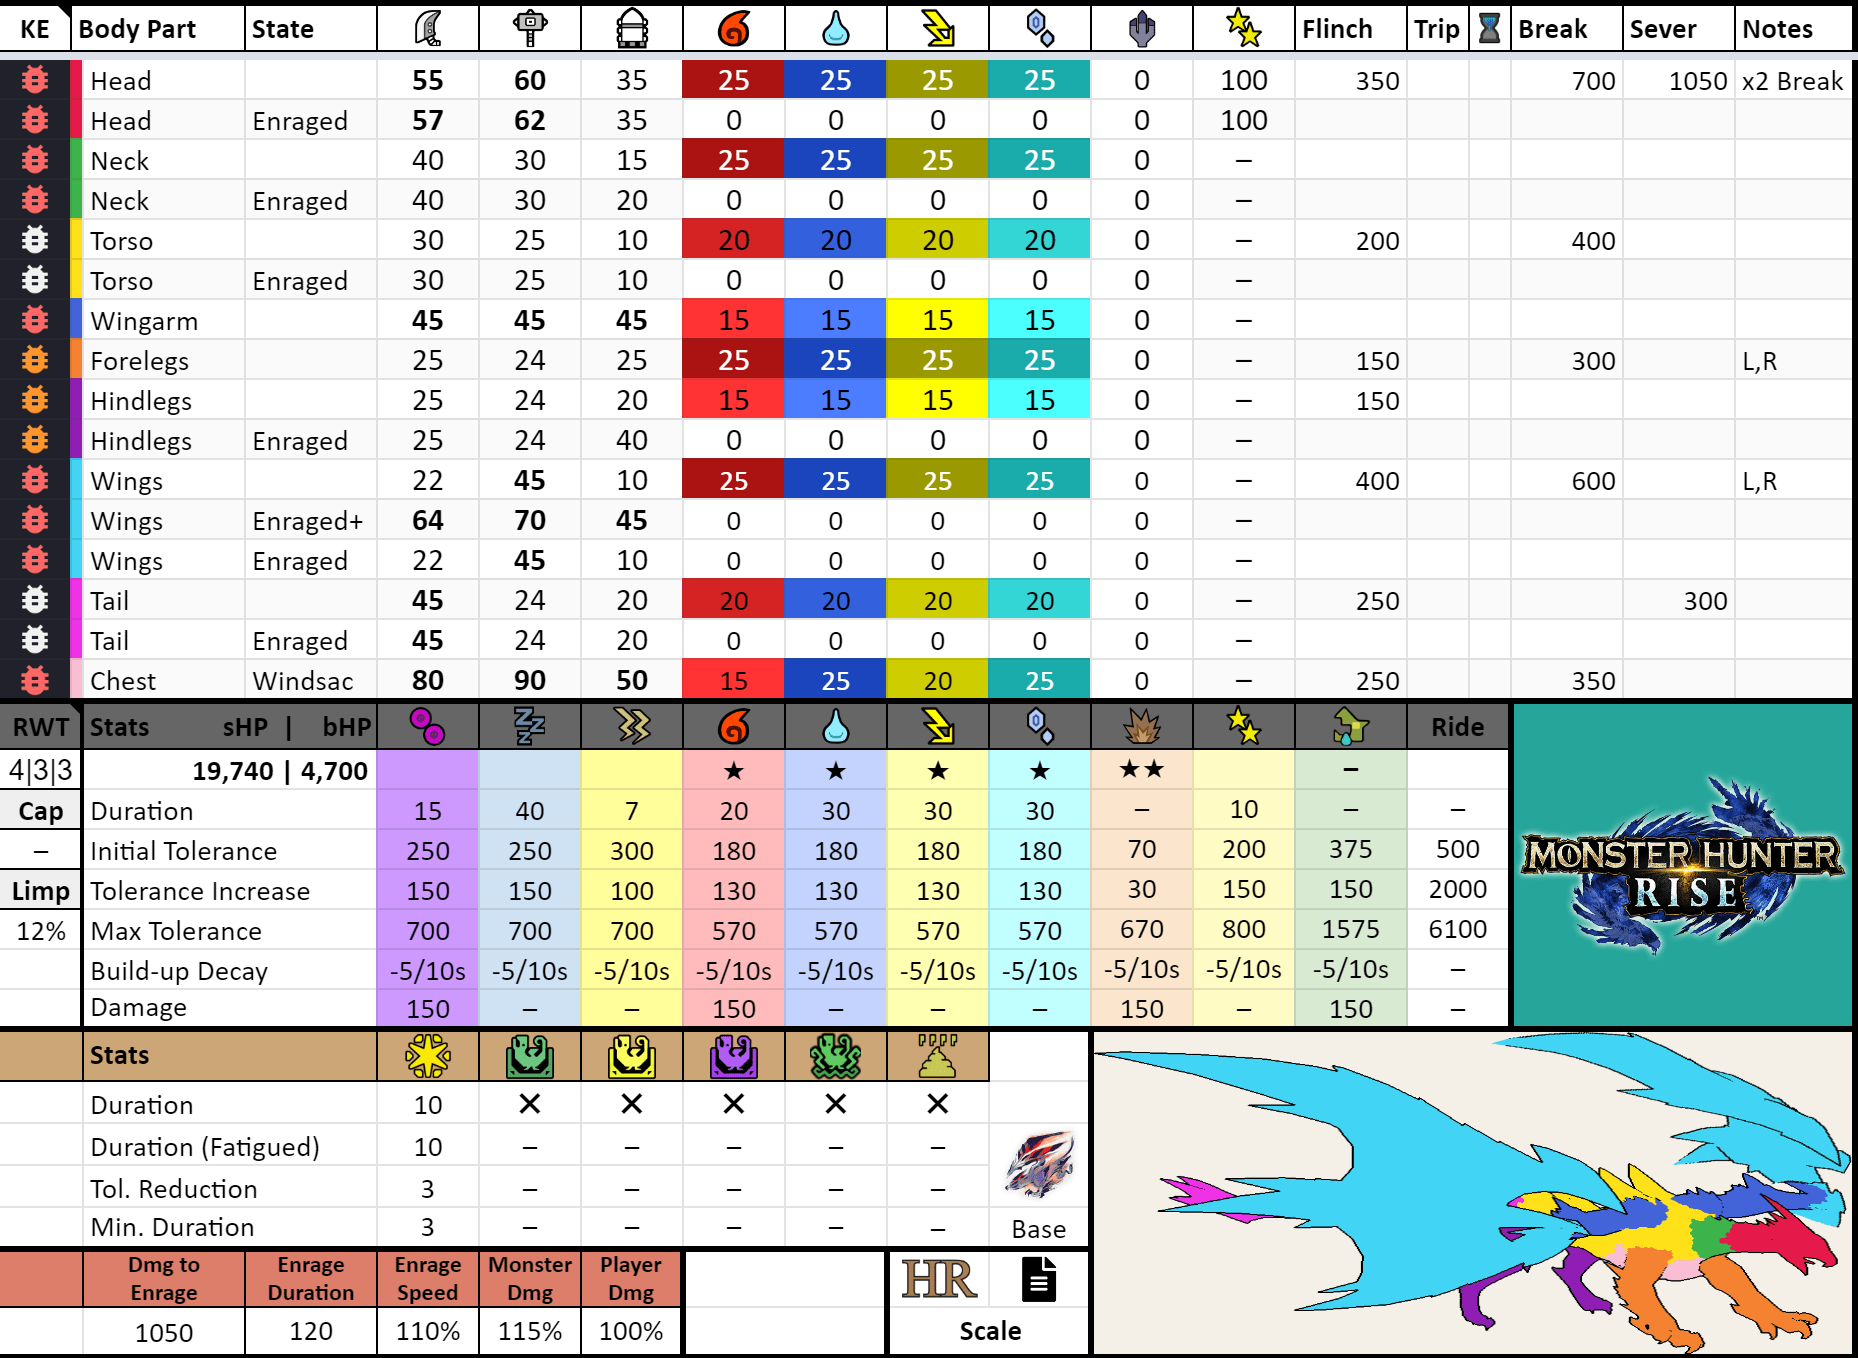 KE Body Part State Flinch Trip Break Sever Notes
Head 55 60 35 25 25 25 25 0 100 350 700 1050 x2 Break
Head Enraged 57 62 35 0 0 0 0 0 100
Neck 40 30 15 25 25 25 25 0 –
Neck Enraged 40 30 20 0 0 0 0 0 –
Torso 30 25 10 20 20 20 20 0 – 200 400
Torso Enraged 30 25 10 0 0 0 0 0 –
Wingarm 45 45 45 15 15 15 15 0 –
Forelegs 25 24 25 25 25 25 25 0 – 150 300 L,R
Hindlegs 25 24 20 15 15 15 15 0 – 150
Hindlegs Enraged 25 24 40 0 0 0 0 0 –
Wings 22 45 10 25 25 25 25 0 – 400 600 L,R
Wings Enraged+ 64 70 45 0 0 0 0 0 –
Wings Enraged 22 45 10 0 0 0 0 0 –
Tail 45 24 20 20 20 20 20 0 – 250 300
Tail Enraged 45 24 20 0 0 0 0 0 –
Chest Windsac 80 90 50 15 25 20 25 0 – 250 350
RWT Stats sHP | bHP Ride
4|3|3 19,740 | 4,700 ★ ★ ★ ★ ★★ –
Cap Duration 15 40 7 20 30 30 30 – 10 – –
– Initial Tolerance 250 250 300 180 180 180 180 70 200 375 500
Limp Tolerance Increase 150 150 100 130 130 130 130 30 150 150 2000
12% Max Tolerance 700 700 700 570 570 570 570 670 800 1575 6100
Build-up Decay -5/10s -5/10s -5/10s -5/10s -5/10s -5/10s -5/10s -5/10s -5/10s -5/10s –
Damage 150 – – 150 – – – 150 – 150 –
MONSTER HUNTER
RISE
Stats
Duration 10 ✕ ✕ ✕ ✕ ✕
Duration (Fatigued) 10 – – – – –
Tol. Reduction 3 – – – – –
Min. Duration 3 – – – – – Base
Dmg to Enrage Enrage Duration Enrage Speed Monster Dmg Player Dmg HR
1050 120 110% 115% 100% Scale